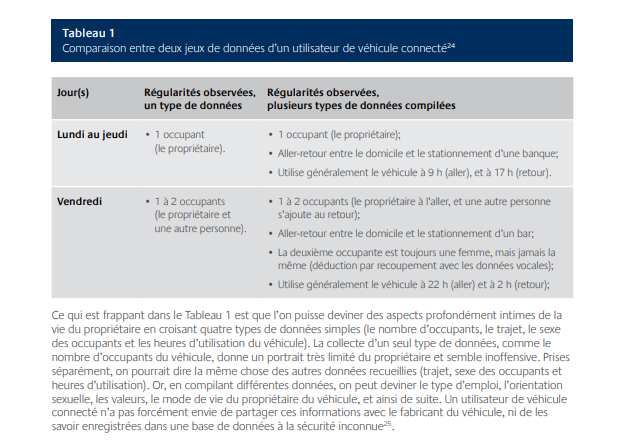 Tableau 1
Comparaison entre deux jeux de données d'un utilisateur de véhicule connecté24
Jour(s)
Régularités observées,
un type de données
Régularités observées,
plusieurs types de données compilées
Lundi au jeudi
• 1 occupant
(le propriétaire).
• 1 occupant (le propriétaire);
• Aller-retour entre le domicile et le stationnement d'une banque;
• Utilise généralement le véhicule à 9 h (aller), et à 17 h (retour).
Vendredi
• 1 à 2 occupants
(le propriétaire et
une autre personne).
• 1 à 2 occupants (le propriétaire à l'aller, et une autre personne
s'ajoute au retour);
• Aller-retour entre le domicile et le stationnement d'un bar;
• La deuxième occupante est toujours une femme, mais jamais la
même (déduction par recoupement avec les données vocales);
• Utilise généralement le véhicule à 22 h (aller) et à 2 h (retour);
Ce qui est frappant dans le Tableau 1 est que l'on puisse deviner des aspects profondément intimes de la
vie du propriétaire en croisant quatre types de données simples (le nombre d'occupants, le trajet, le sexe
des occupants et les heures d'utilisation du véhicule). La collecte d'un seul type de données, comme le
nombre d'occupants du véhicule, donne un portrait très limité du propriétaire et semble inoffensive. Prises
séparément, on pourrait dire la même chose des autres données recueillies (trajet, sexe des occupants et
heures d'utilisation). Or, en compilant différentes données, on peut deviner le type d'emploi, l'orientation
sexuelle, les valeurs, le mode de vie du propriétaire du véhicule, et ainsi de suite. Un utilisateur de véhicule
connecté n'a pas forcément envie de partager ces informations avec le fabricant du véhicule, ni de les
savoir enregistrées dans une base de données à la sécurité inconnue25.